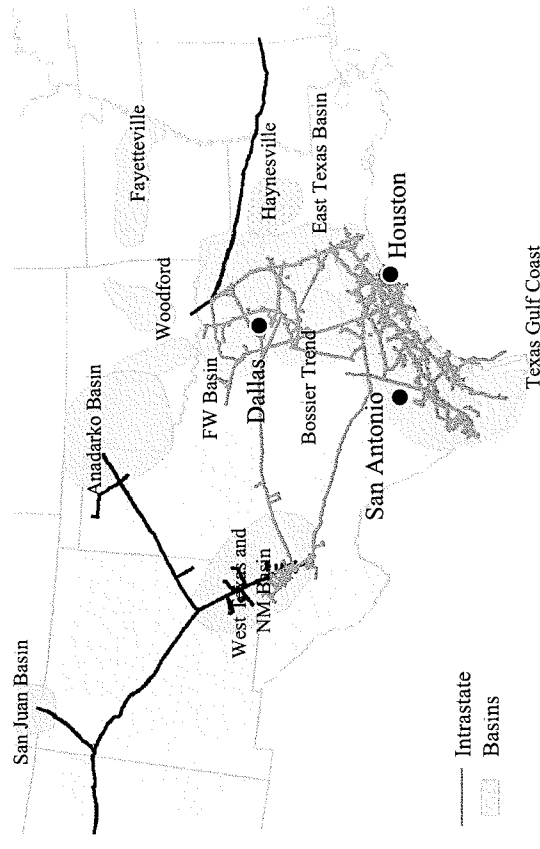 San Juan Basin
Anadarko Basin
Woodford
Fayetteville
West Texas and
NM Basin
FW Basin
Dallas
Haynesville
Bossier Trend
East Texas Basin
San Antonio
Houston
Texas Gulf Coast
Intrastate
Basins